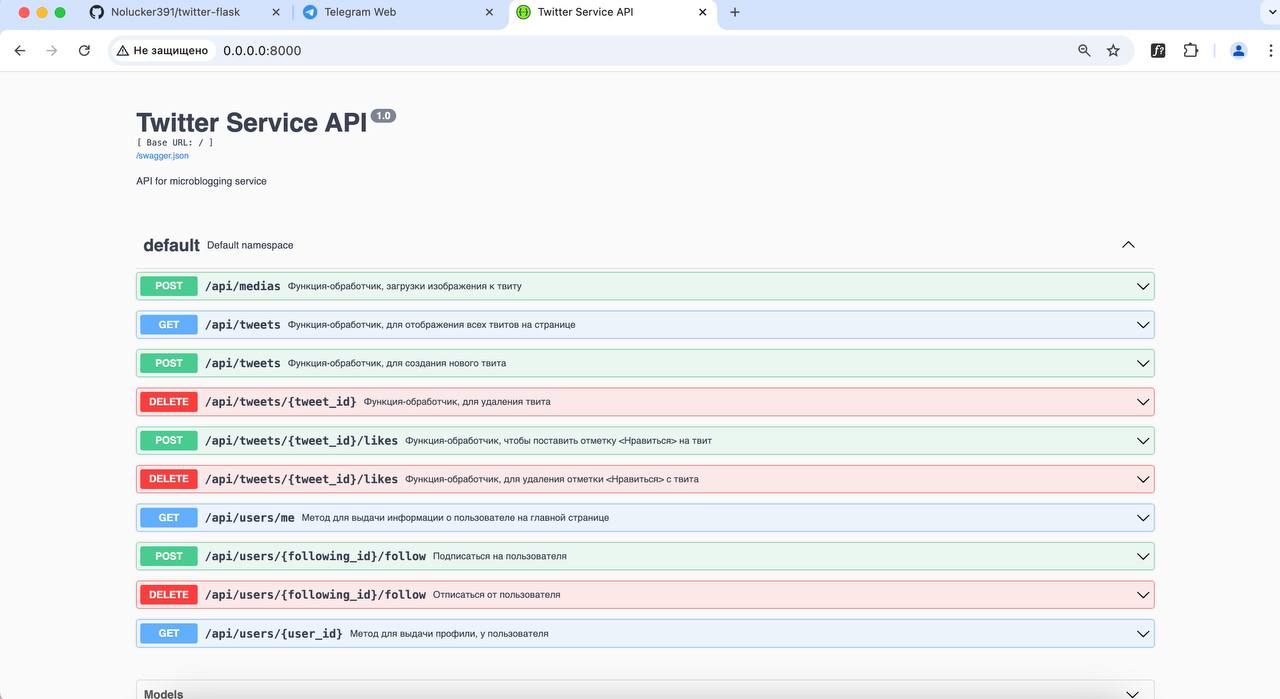 Nolucker391/twitter-flask
Telegram Web
Twitter Service API
Не защищено 0.0.0.0:8000
Twitter Service API 1.0
[ Base URL: / ]
/swagger.json
API for microblogging service
default Default namespace
POST /api/medias Функция-обработчик, загрузки изображения к твиту
GET /api/tweets Функция-обработчик, для отображения всех твитов на странице
POST /api/tweets Функция-обработчик, для создания нового твита
DELETE /api/tweets/{tweet_id} Функция-обработчик, для удаления твита
POST /api/tweets/{tweet_id}/likes Функция-обработчик, чтобы поставить отметку <Нравиться> на твит
DELETE /api/tweets/{tweet_id}/likes Функция-обработчик, для удаления отметки <Нравиться> с твита
GET /api/users/me Метод для выдачи информации о пользователе на главной странице
POST /api/users/{following_id}/follow Подписаться на пользователя
DELETE /api/users/{following_id}/follow Отписаться от пользователя
GET /api/users/{user_id} Метод для выдачи профили, у пользователя
Models